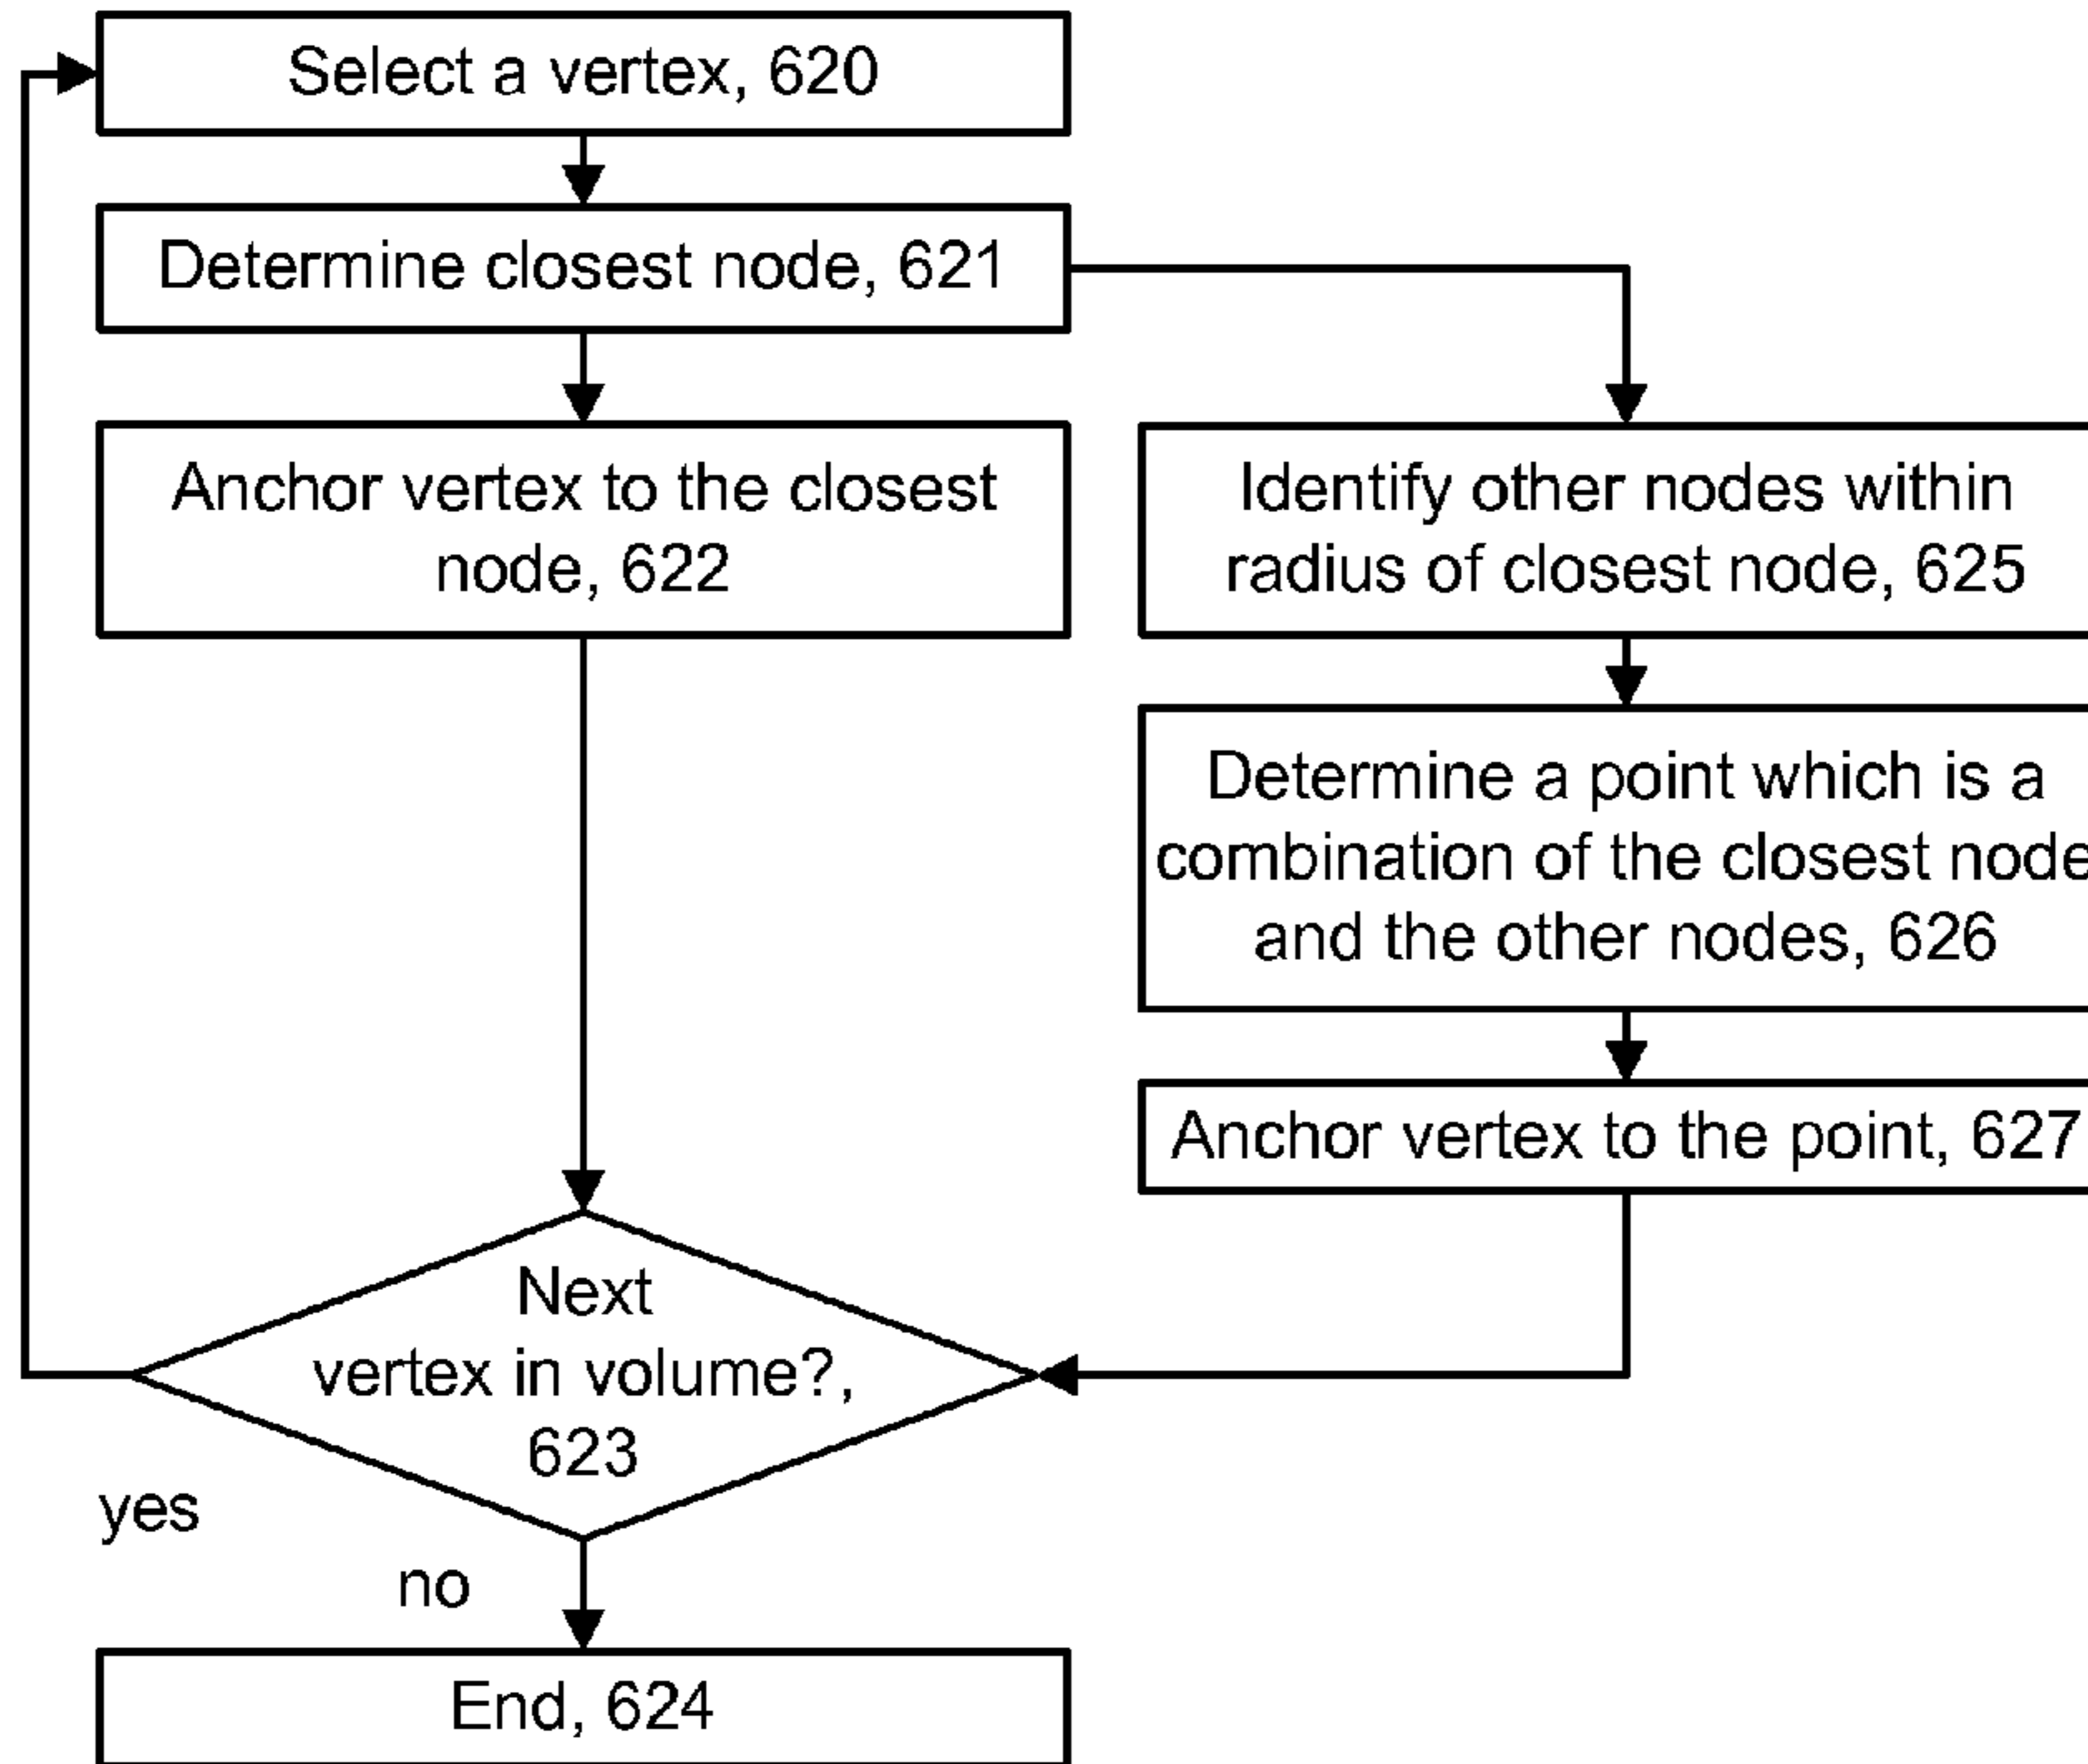 Select a vertex, 620
Determine closest node, 621
Anchor vertex to the closest
node, 622
Identify other nodes within
radius of closest node, 625
Determine a point which is a
combination of the closest node
and the other nodes, 626
Anchor vertex to the point, 627
Next
vertex in volume?,
623
yes
no
End, 624